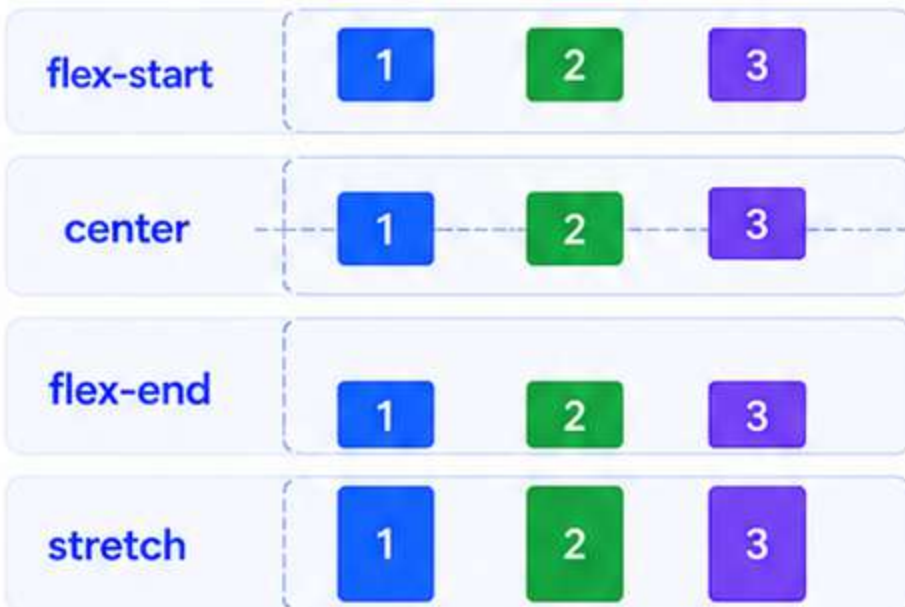 flex-start 1 2 3
center 1 2 3
flex-end 1 2 3
stretch 1 2 3